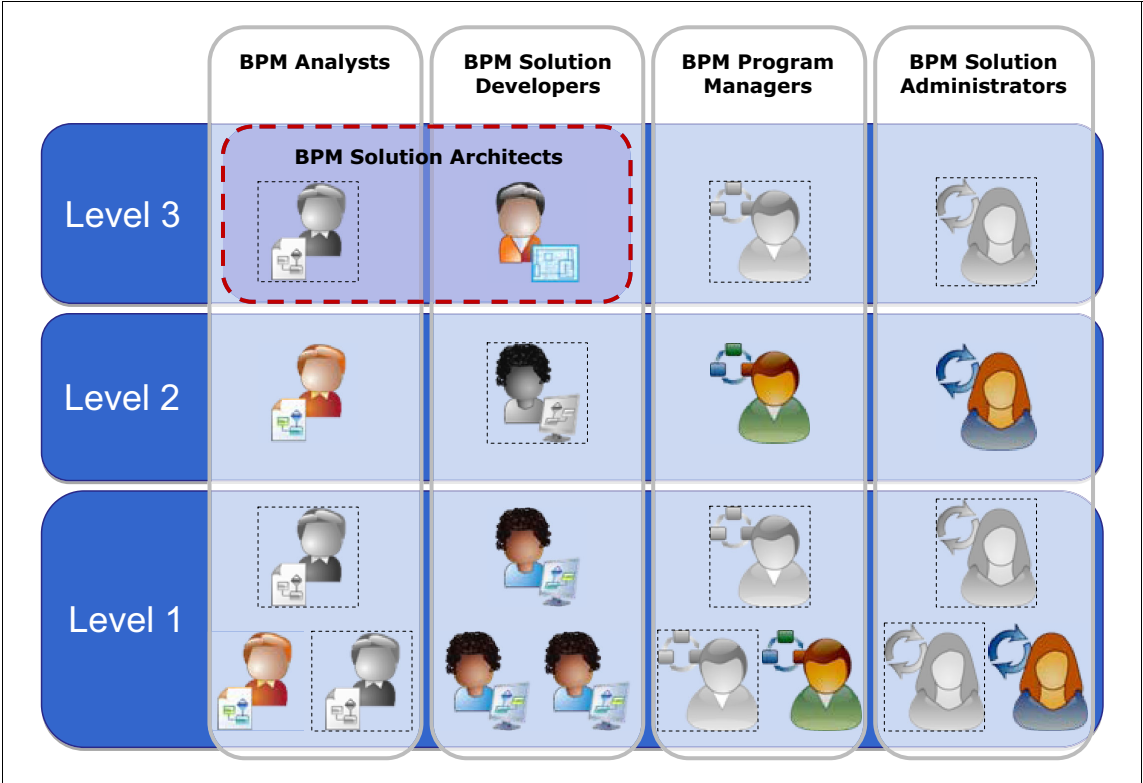 BPM Analysts
BPM Solution
Developers
BPM Program
Managers
BPM Solution
Administrators
BPM Solution Architects
Level 3
Level 2
Level 1